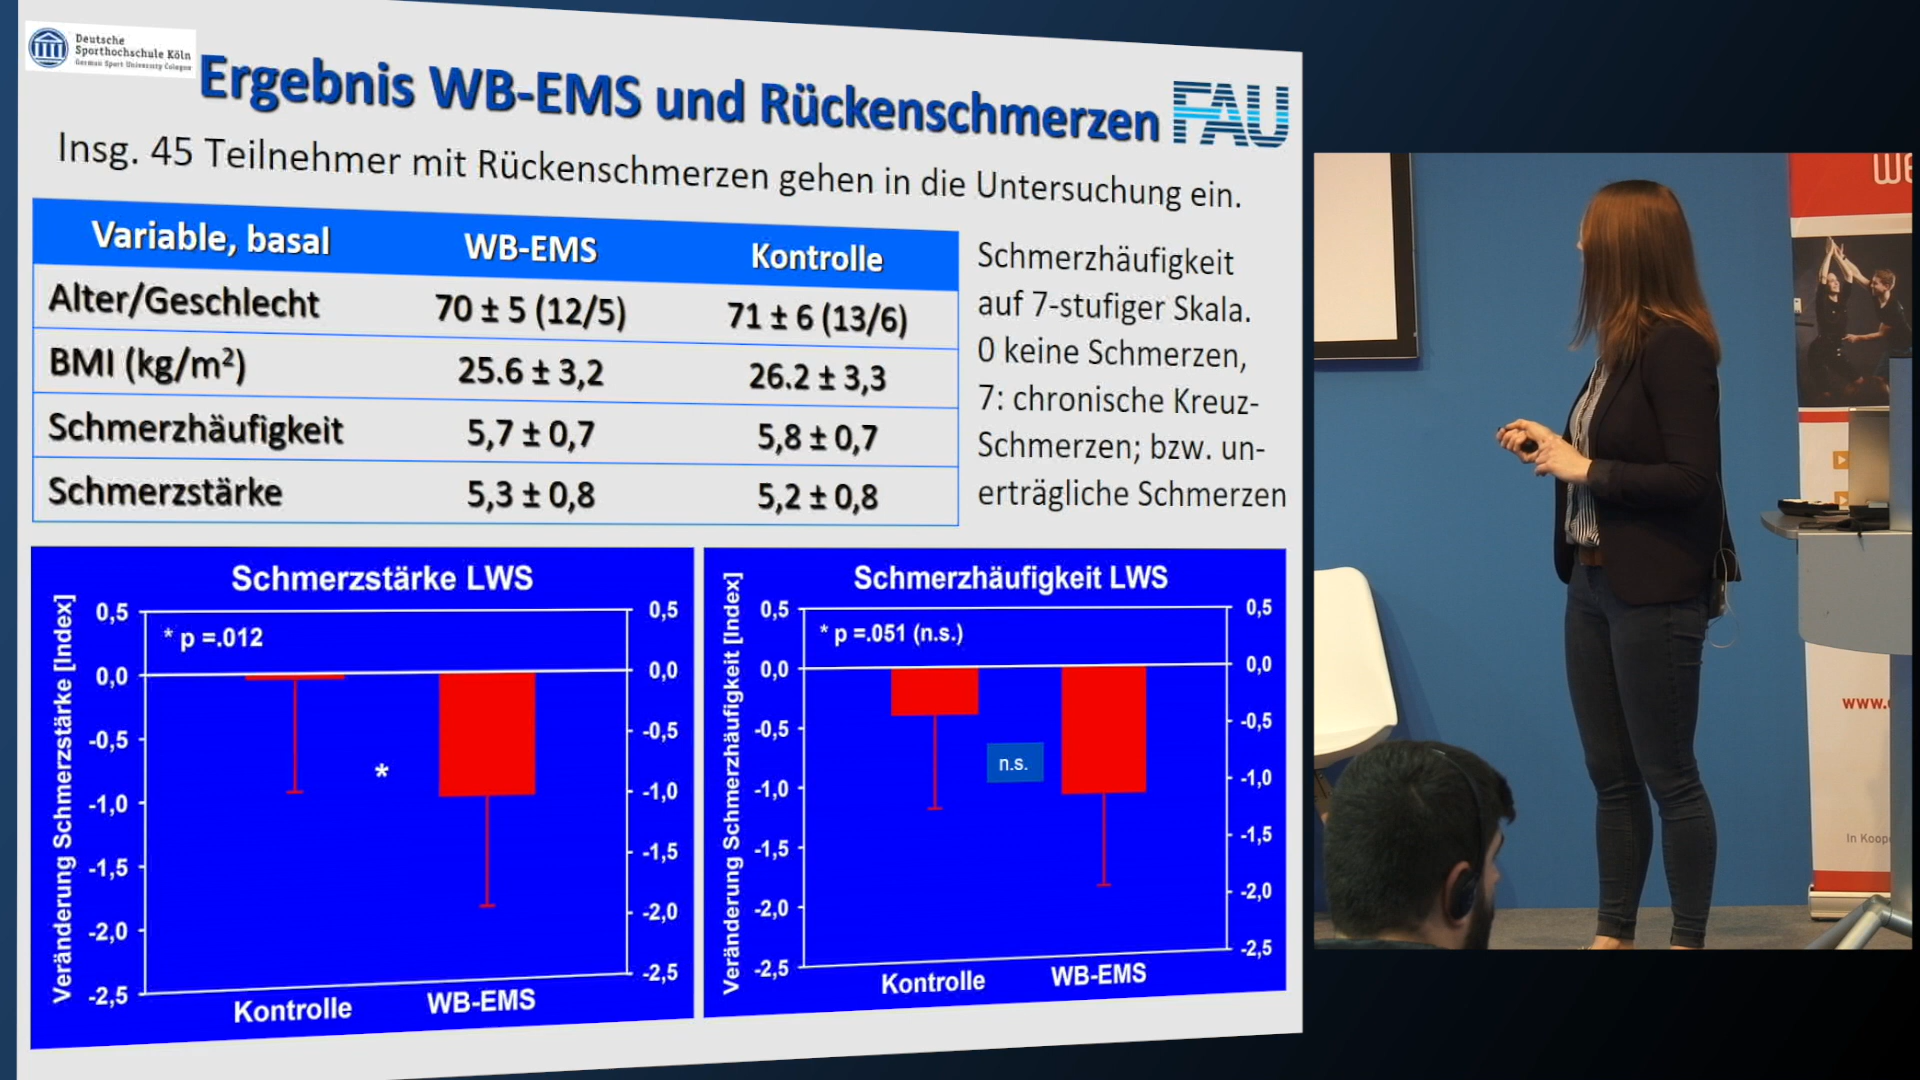 Deutsche
Sporthochschule Köln
German Sport University Cologne
Ergebnis WB-EMS und Rückenschmerzen
FAU
Insg. 45 Teilnehmer mit Rückenschmerzen gehen in die Untersuchung ein.
Variable, basal WB-EMS Kontrolle
Alter/Geschlecht 70 ± 5 (12/5) 71 ± 6 (13/6)
BMI (kg/m²) 25.6 ± 3,2 26.2 ± 3,3
Schmerzhäufigkeit 5,7 ± 0,7 5,8 ± 0,7
Schmerzstärke 5,3 ± 0,8 5,2 ± 0,8
Schmerzhäufigkeit
auf 7-stufiger Skala.
0 keine Schmerzen,
7: chronische Kreuz-
Schmerzen; bzw. un-
erträgliche Schmerzen
Schmerzstärke LWS
Veränderung Schmerzstärke [Index]
* p =.012
0,5 0,5
0,0 0,0
-0,5 -0,5
*
-1,0 -1,0
-1,5 -1,5
-2,0 -2,0
-2,5 -2,5
Kontrolle WB-EMS
Schmerzhäufigkeit LWS
Veränderung Schmerzhäufigkeit [Index]
* p =.051 (n.s.)
0,5 0,5
0,0 0,0
-0,5 -0,5
n.s.
-1,0 -1,0
-1,5 -1,5
-2,0 -2,0
-2,5 -2,5
Kontrolle WB-EMS
www.
In Koop